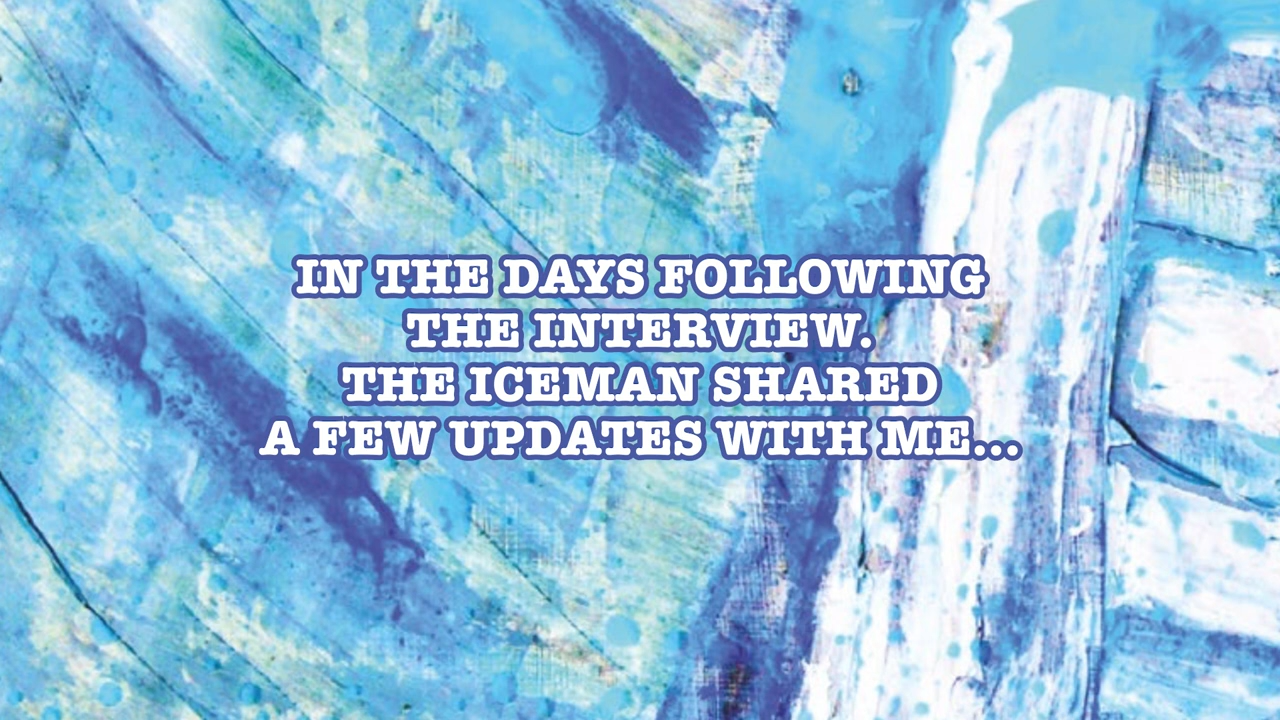 IN THE DAYS FOLLOWING
THE INTERVIEW.
THE ICEMAN SHARED
A FEW UPDATES WITH ME...